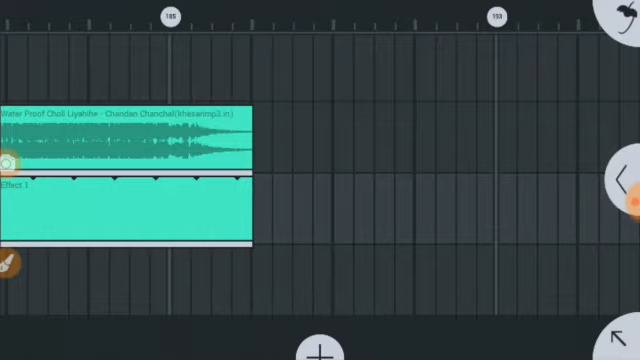 185
193
Water Proof Choli Liyahihe - Chandan Chanchal(khesarimp3.in)
Effect 1